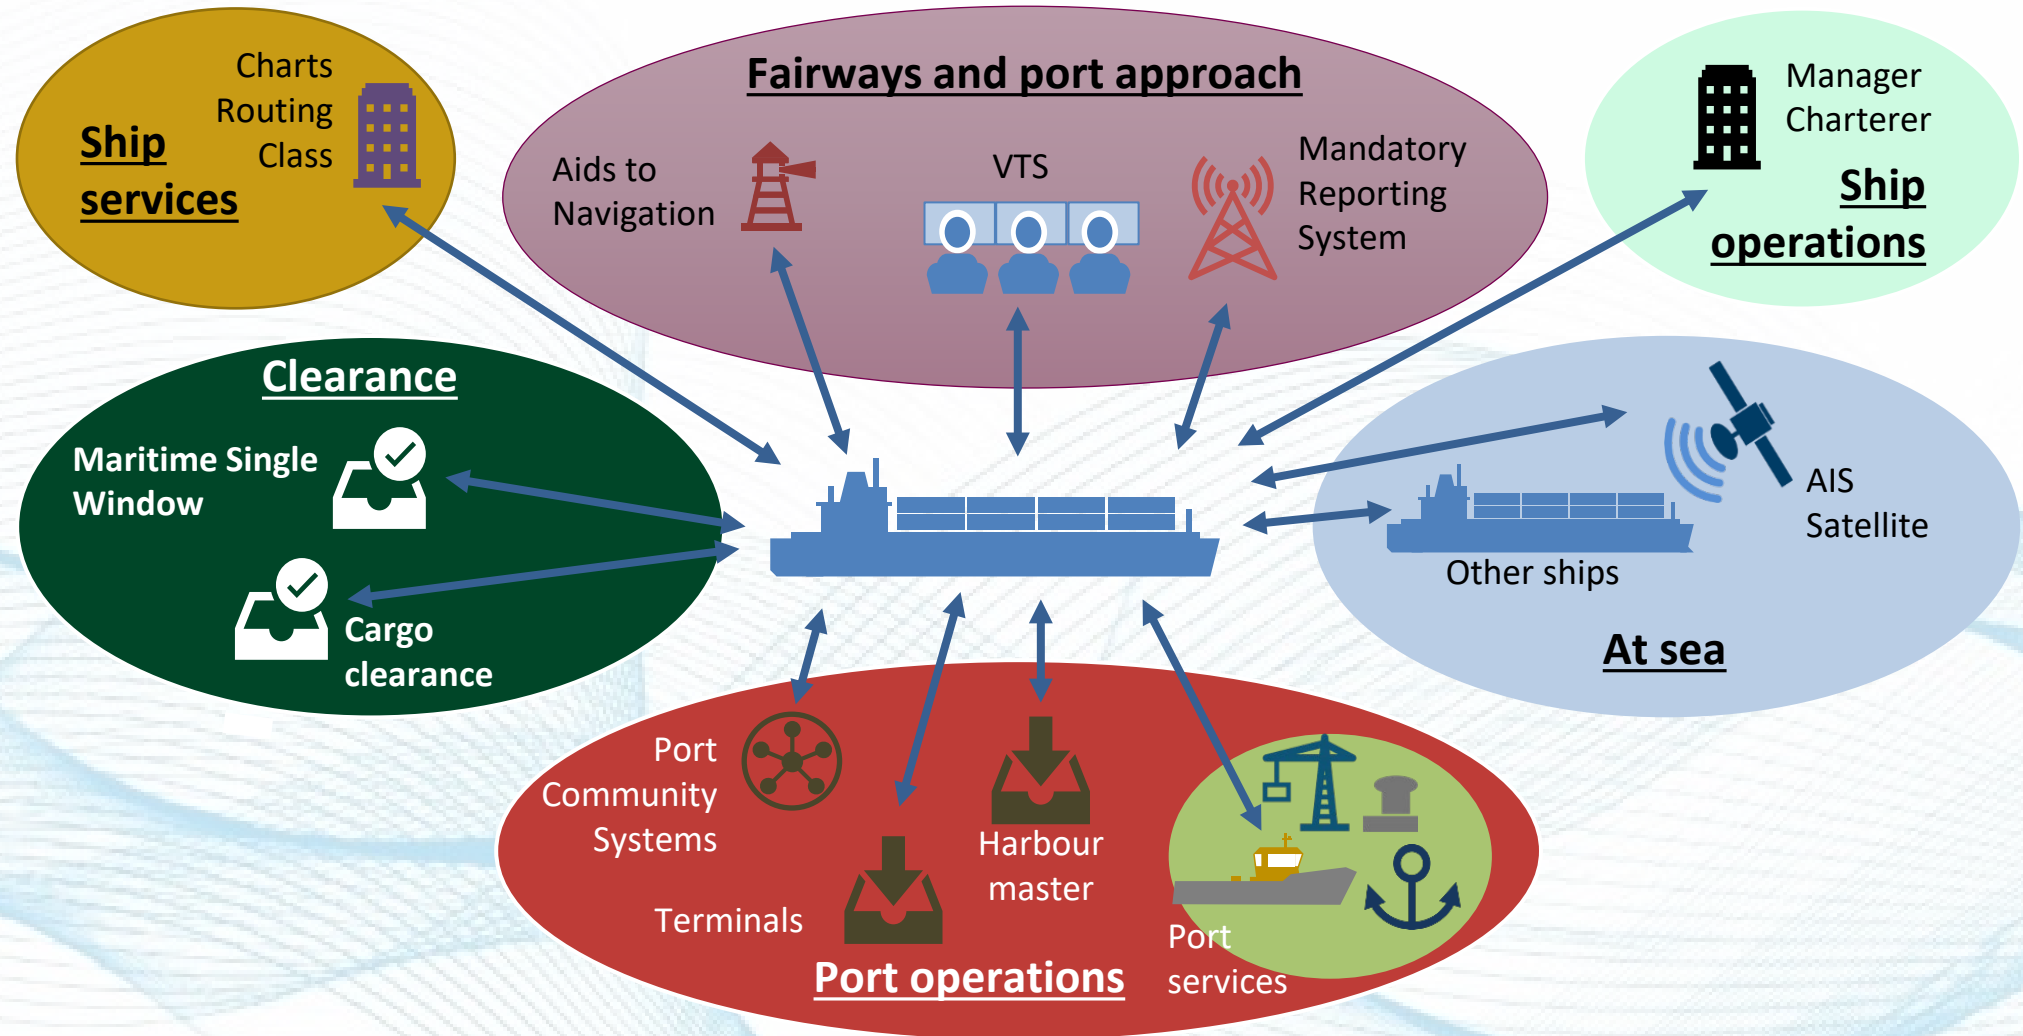 Charts
Routing
Class
Ship
services
Fairways and port approach
Aids to
Navigation
VTS
Mandatory
Reporting
System
Manager
Charterer
Ship
operations
Clearance
Maritime Single
Window
Cargo
clearance
AIS
Satellite
Other ships
At sea
Port
Community
Systems
Terminals
Harbour
master
Port
services
Port operations